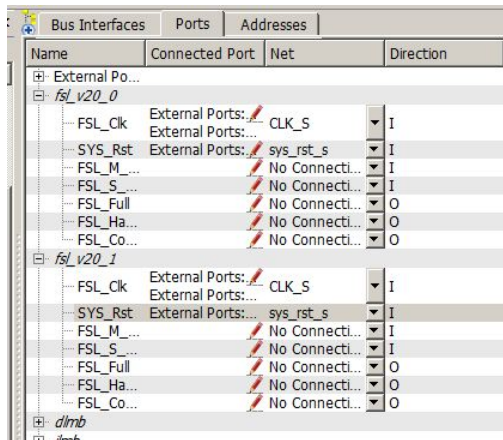 Bus Interfaces Ports Addresses
Name Connected Port Net Direction
External Po...
fsl_v20_0
FSL_Clk External Ports:... CLK_S I
External Ports:...
SYS_Rst External Ports:... sys_rst_s I
FSL_M_... No Connecti... I
FSL_S_... No Connecti... I
FSL_Full No Connecti... O
FSL_Ha... No Connecti... O
FSL_Co... No Connecti... O
fsl_v20_1
FSL_Clk External Ports:... CLK_S I
External Ports:...
SYS_Rst External Ports:... sys_rst_s I
FSL_M_... No Connecti... I
FSL_S_... No Connecti... I
FSL_Full No Connecti... O
FSL_Ha... No Connecti... O
FSL_Co... No Connecti... O
dlmb
ilmb